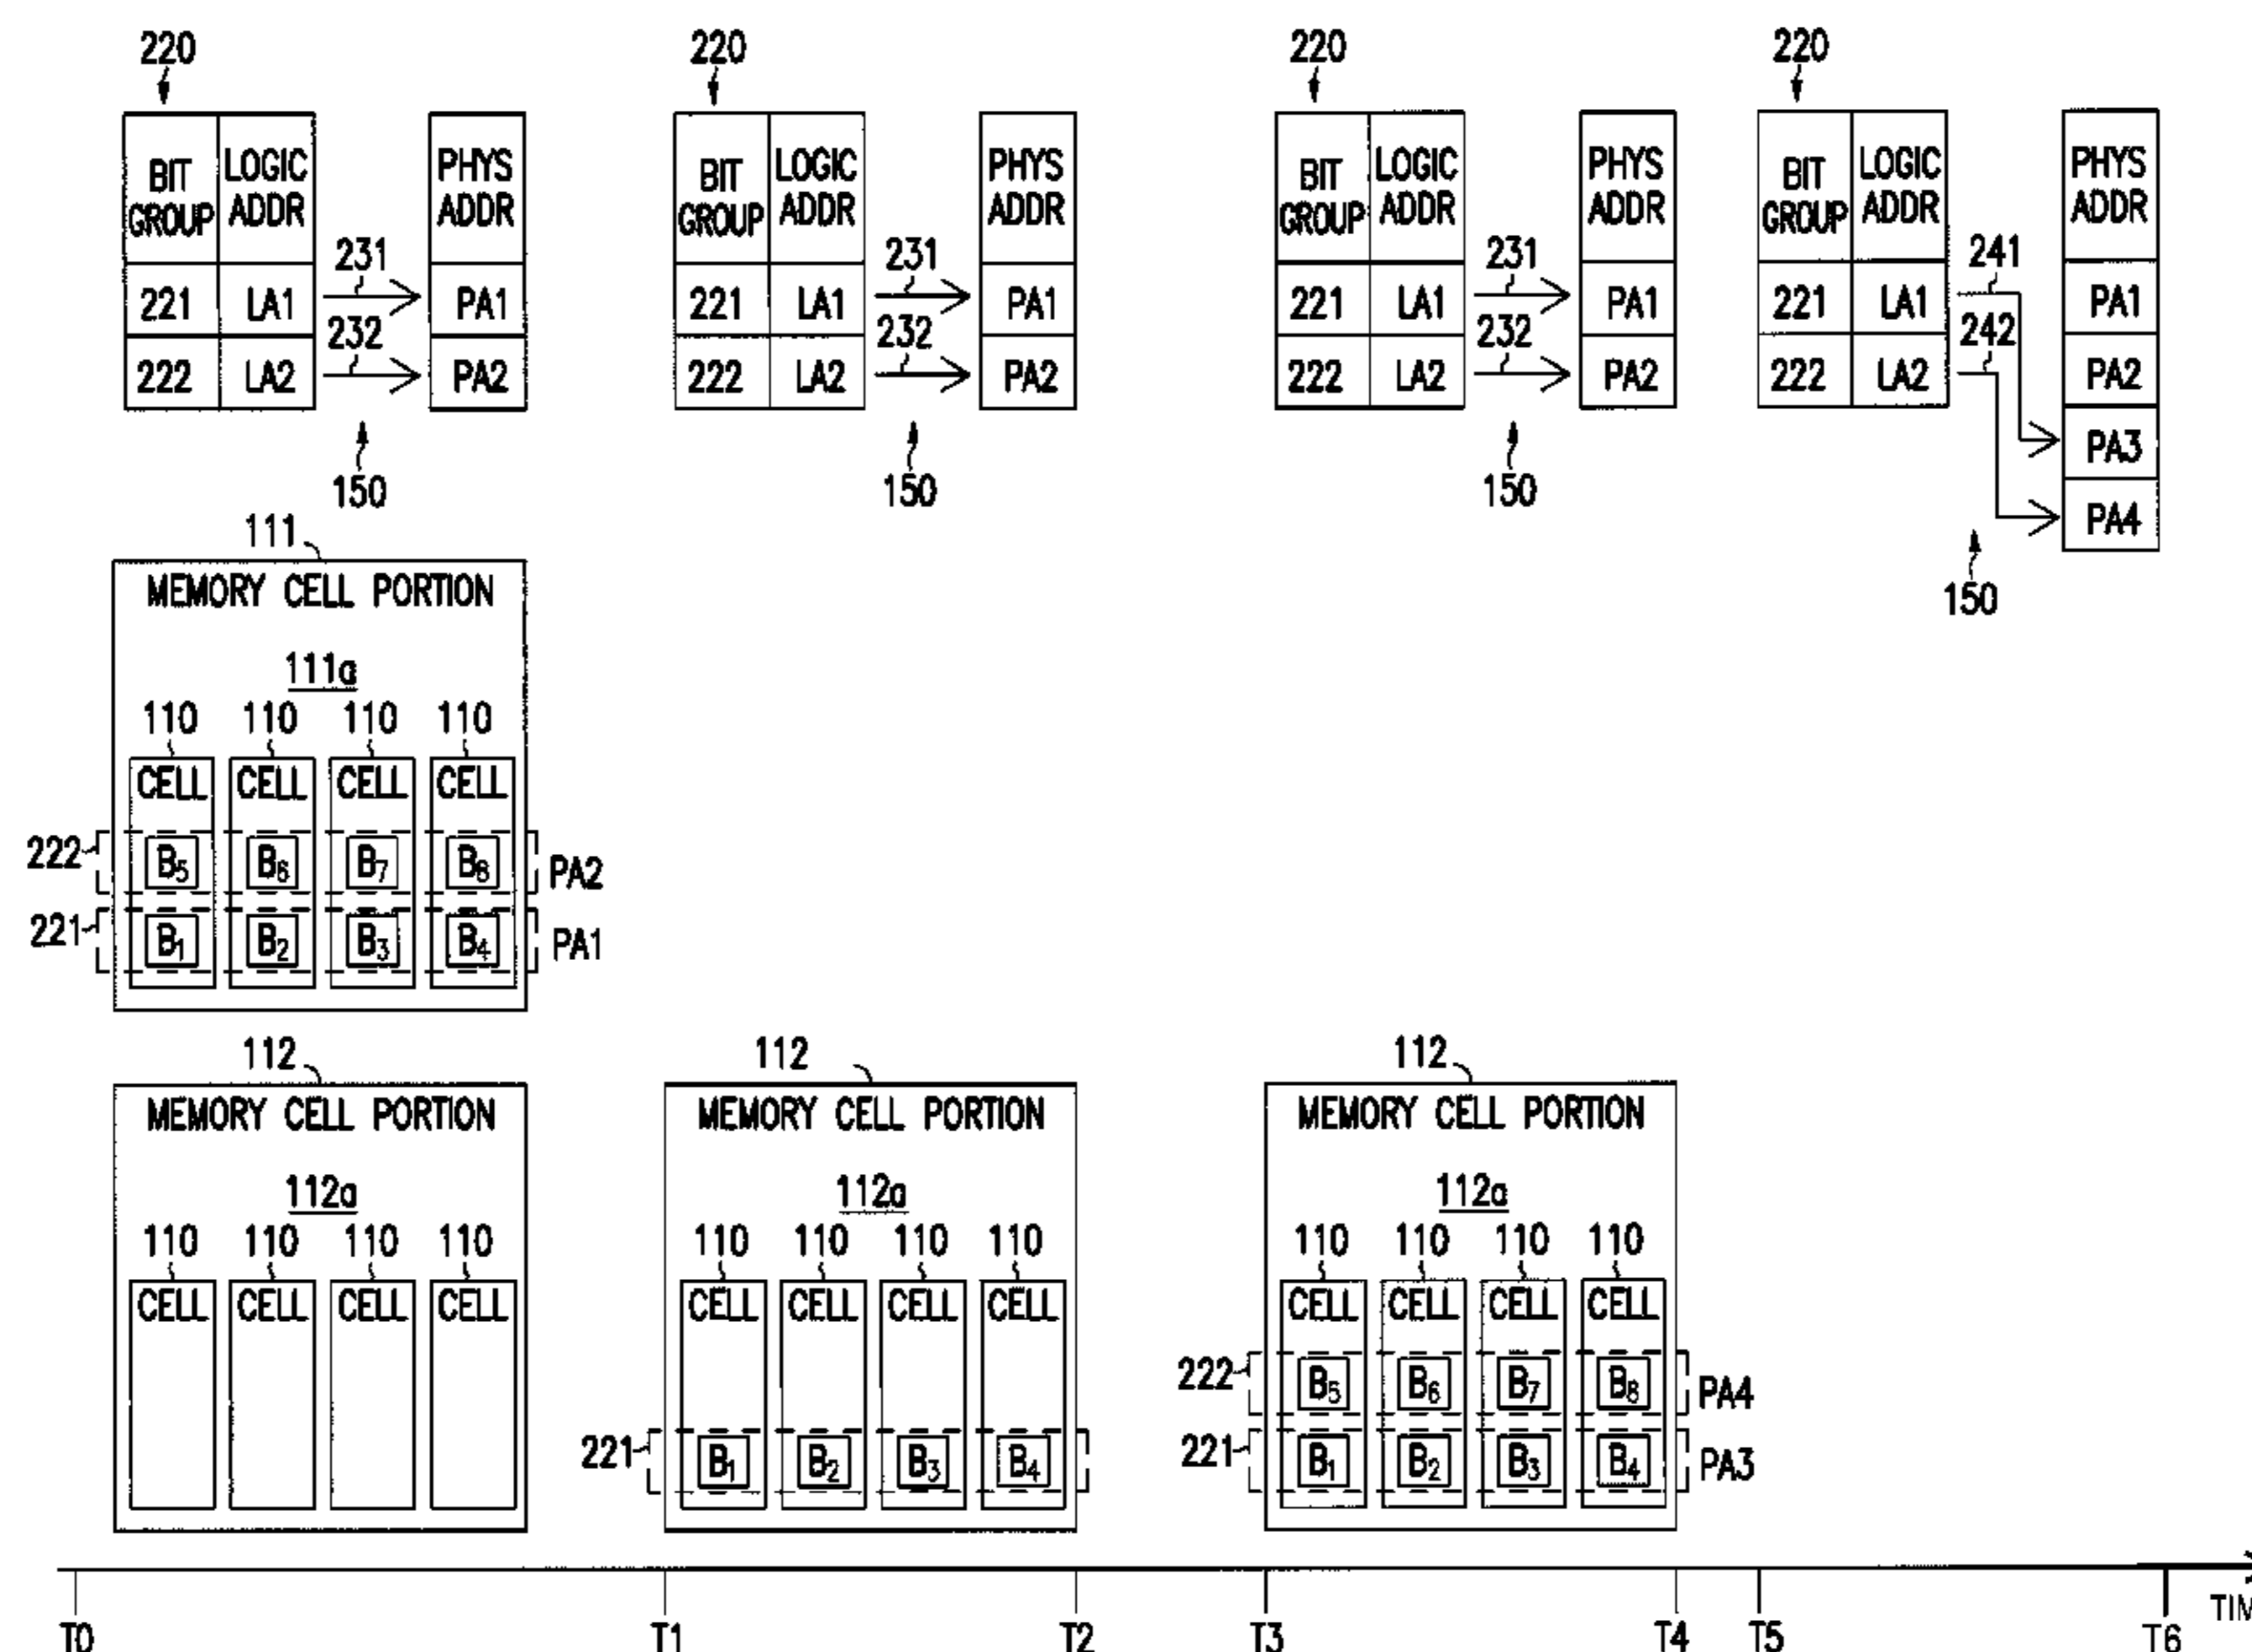 220 220 220 220
BIT GROUP LOGIC ADDR PHYS ADDR
221 LA1 231 PA1
222 LA2 232 PA2
150
BIT GROUP LOGIC ADDR PHYS ADDR
221 LA1 231 PA1
222 LA2 232 PA2
150
BIT GROUP LOGIC ADDR PHYS ADDR
221 LA1 231 PA1
222 LA2 232 PA2
150
BIT GROUP LOGIC ADDR PHYS ADDR
221 LA1 241 PA1
222 LA2 242 PA2
PA3
PA4
150
111
MEMORY CELL PORTION
111a
110 110 110 110
CELL CELL CELL CELL
222 B5 B6 B7 B8 PA2
221 B1 B2 B3 B4 PA1
112
MEMORY CELL PORTION
112a
110 110 110 110
CELL CELL CELL CELL
112
MEMORY CELL PORTION
112a
110 110 110 110
CELL CELL CELL CELL
221 B1 B2 B3 B4
112
MEMORY CELL PORTION
112a
110 110 110 110
CELL CELL CELL CELL
222 B5 B6 B7 B8 PA4
221 B1 B2 B3 B4 PA3
TIM
T0 T1 T2 T3 T4 T5 T6